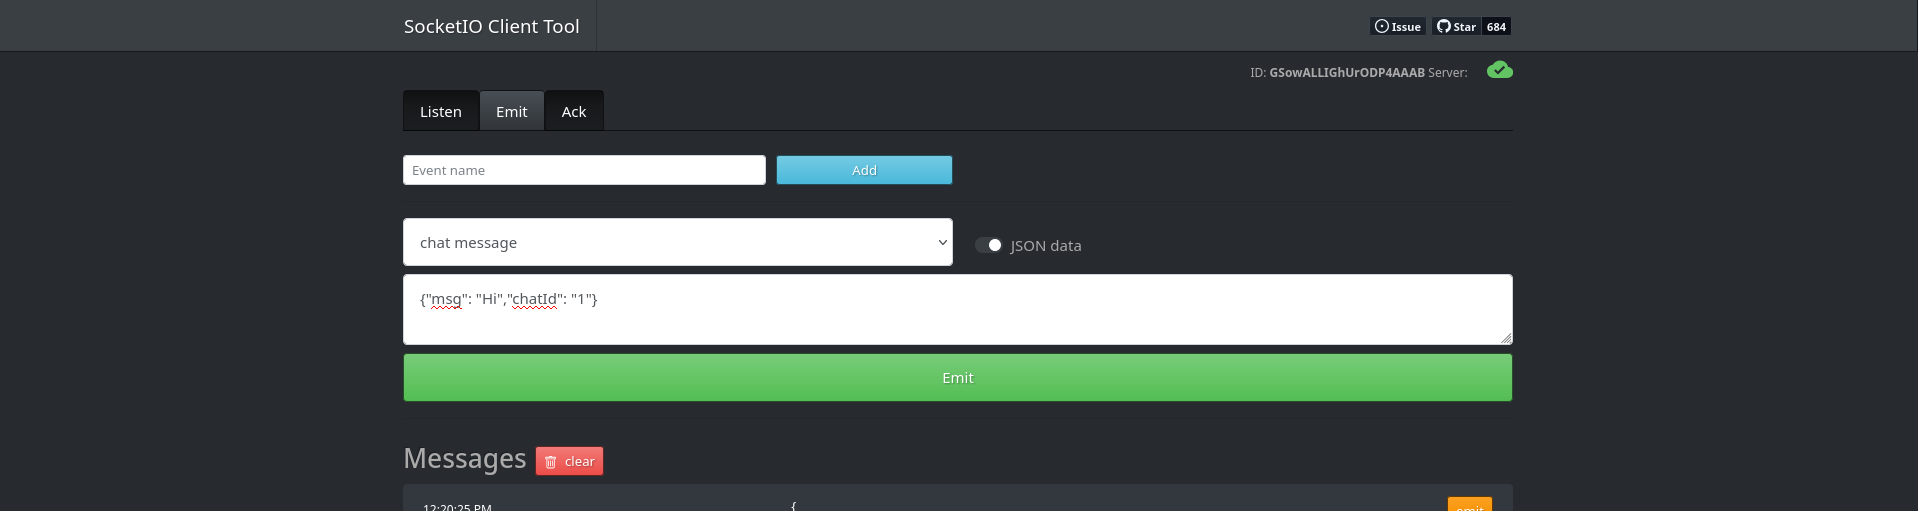 SocketIO Client Tool
Issue Star 684
ID: GSowALLIGhUrODP4AAAB Server:
Listen Emit Ack
Event name Add
chat message JSON data
{"msg": "Hi","chatId": "1"}
Emit
Messages clear
12:20:25 PM { emit